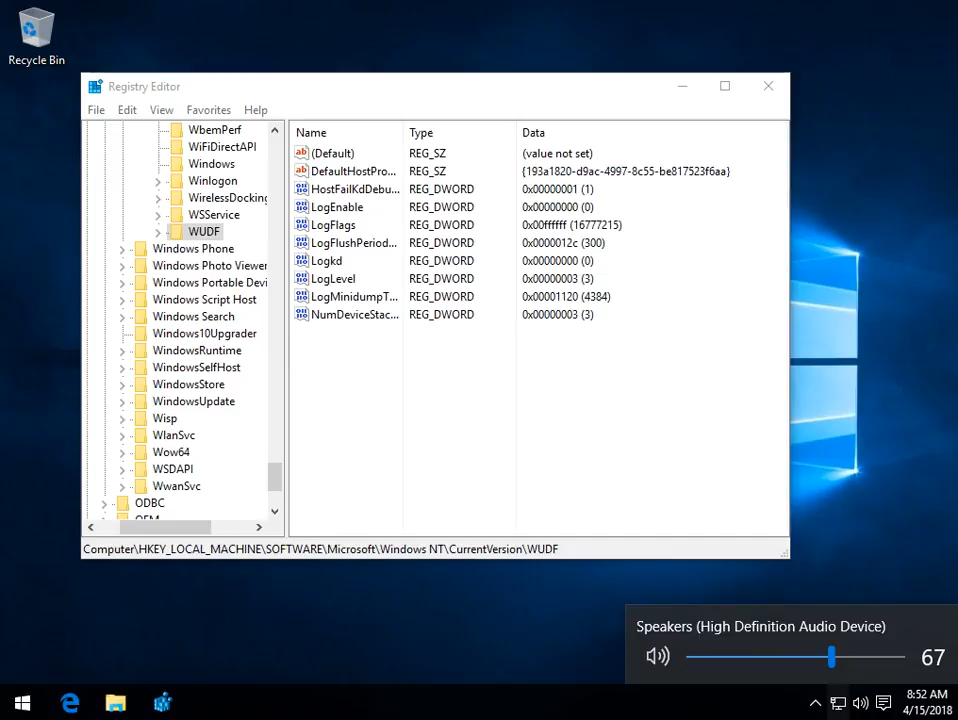 Recycle Bin
Registry Editor
File Edit View Favorites Help
WbemPerf
WiFiDirectAPI
Windows
Winlogon
WirelessDocking
WSService
WUDF
Windows Phone
Windows Photo Viewer
Windows Portable Devi
Windows Script Host
Windows Search
Windows10Upgrader
WindowsRuntime
WindowsSelfHost
WindowsStore
WindowsUpdate
Wisp
WlanSvc
Wow64
WSDAPI
WwanSvc
ODBC
OEM
Name Type Data
(Default) REG_SZ (value not set)
DefaultHostPro... REG_SZ {193a1820-d9ac-4997-8c55-be817523f6aa}
HostFailKdDebu... REG_DWORD 0x00000001 (1)
LogEnable REG_DWORD 0x00000000 (0)
LogFlags REG_DWORD 0x00ffffff (16777215)
LogFlushPeriod... REG_DWORD 0x0000012c (300)
Logkd REG_DWORD 0x00000000 (0)
LogLevel REG_DWORD 0x00000003 (3)
LogMinidumpT... REG_DWORD 0x00001120 (4384)
NumDeviceStac... REG_DWORD 0x00000003 (3)
Computer\HKEY_LOCAL_MACHINE\SOFTWARE\Microsoft\Windows NT\CurrentVersion\WUDF
Speakers (High Definition Audio Device)
67
8:52 AM
4/15/2018